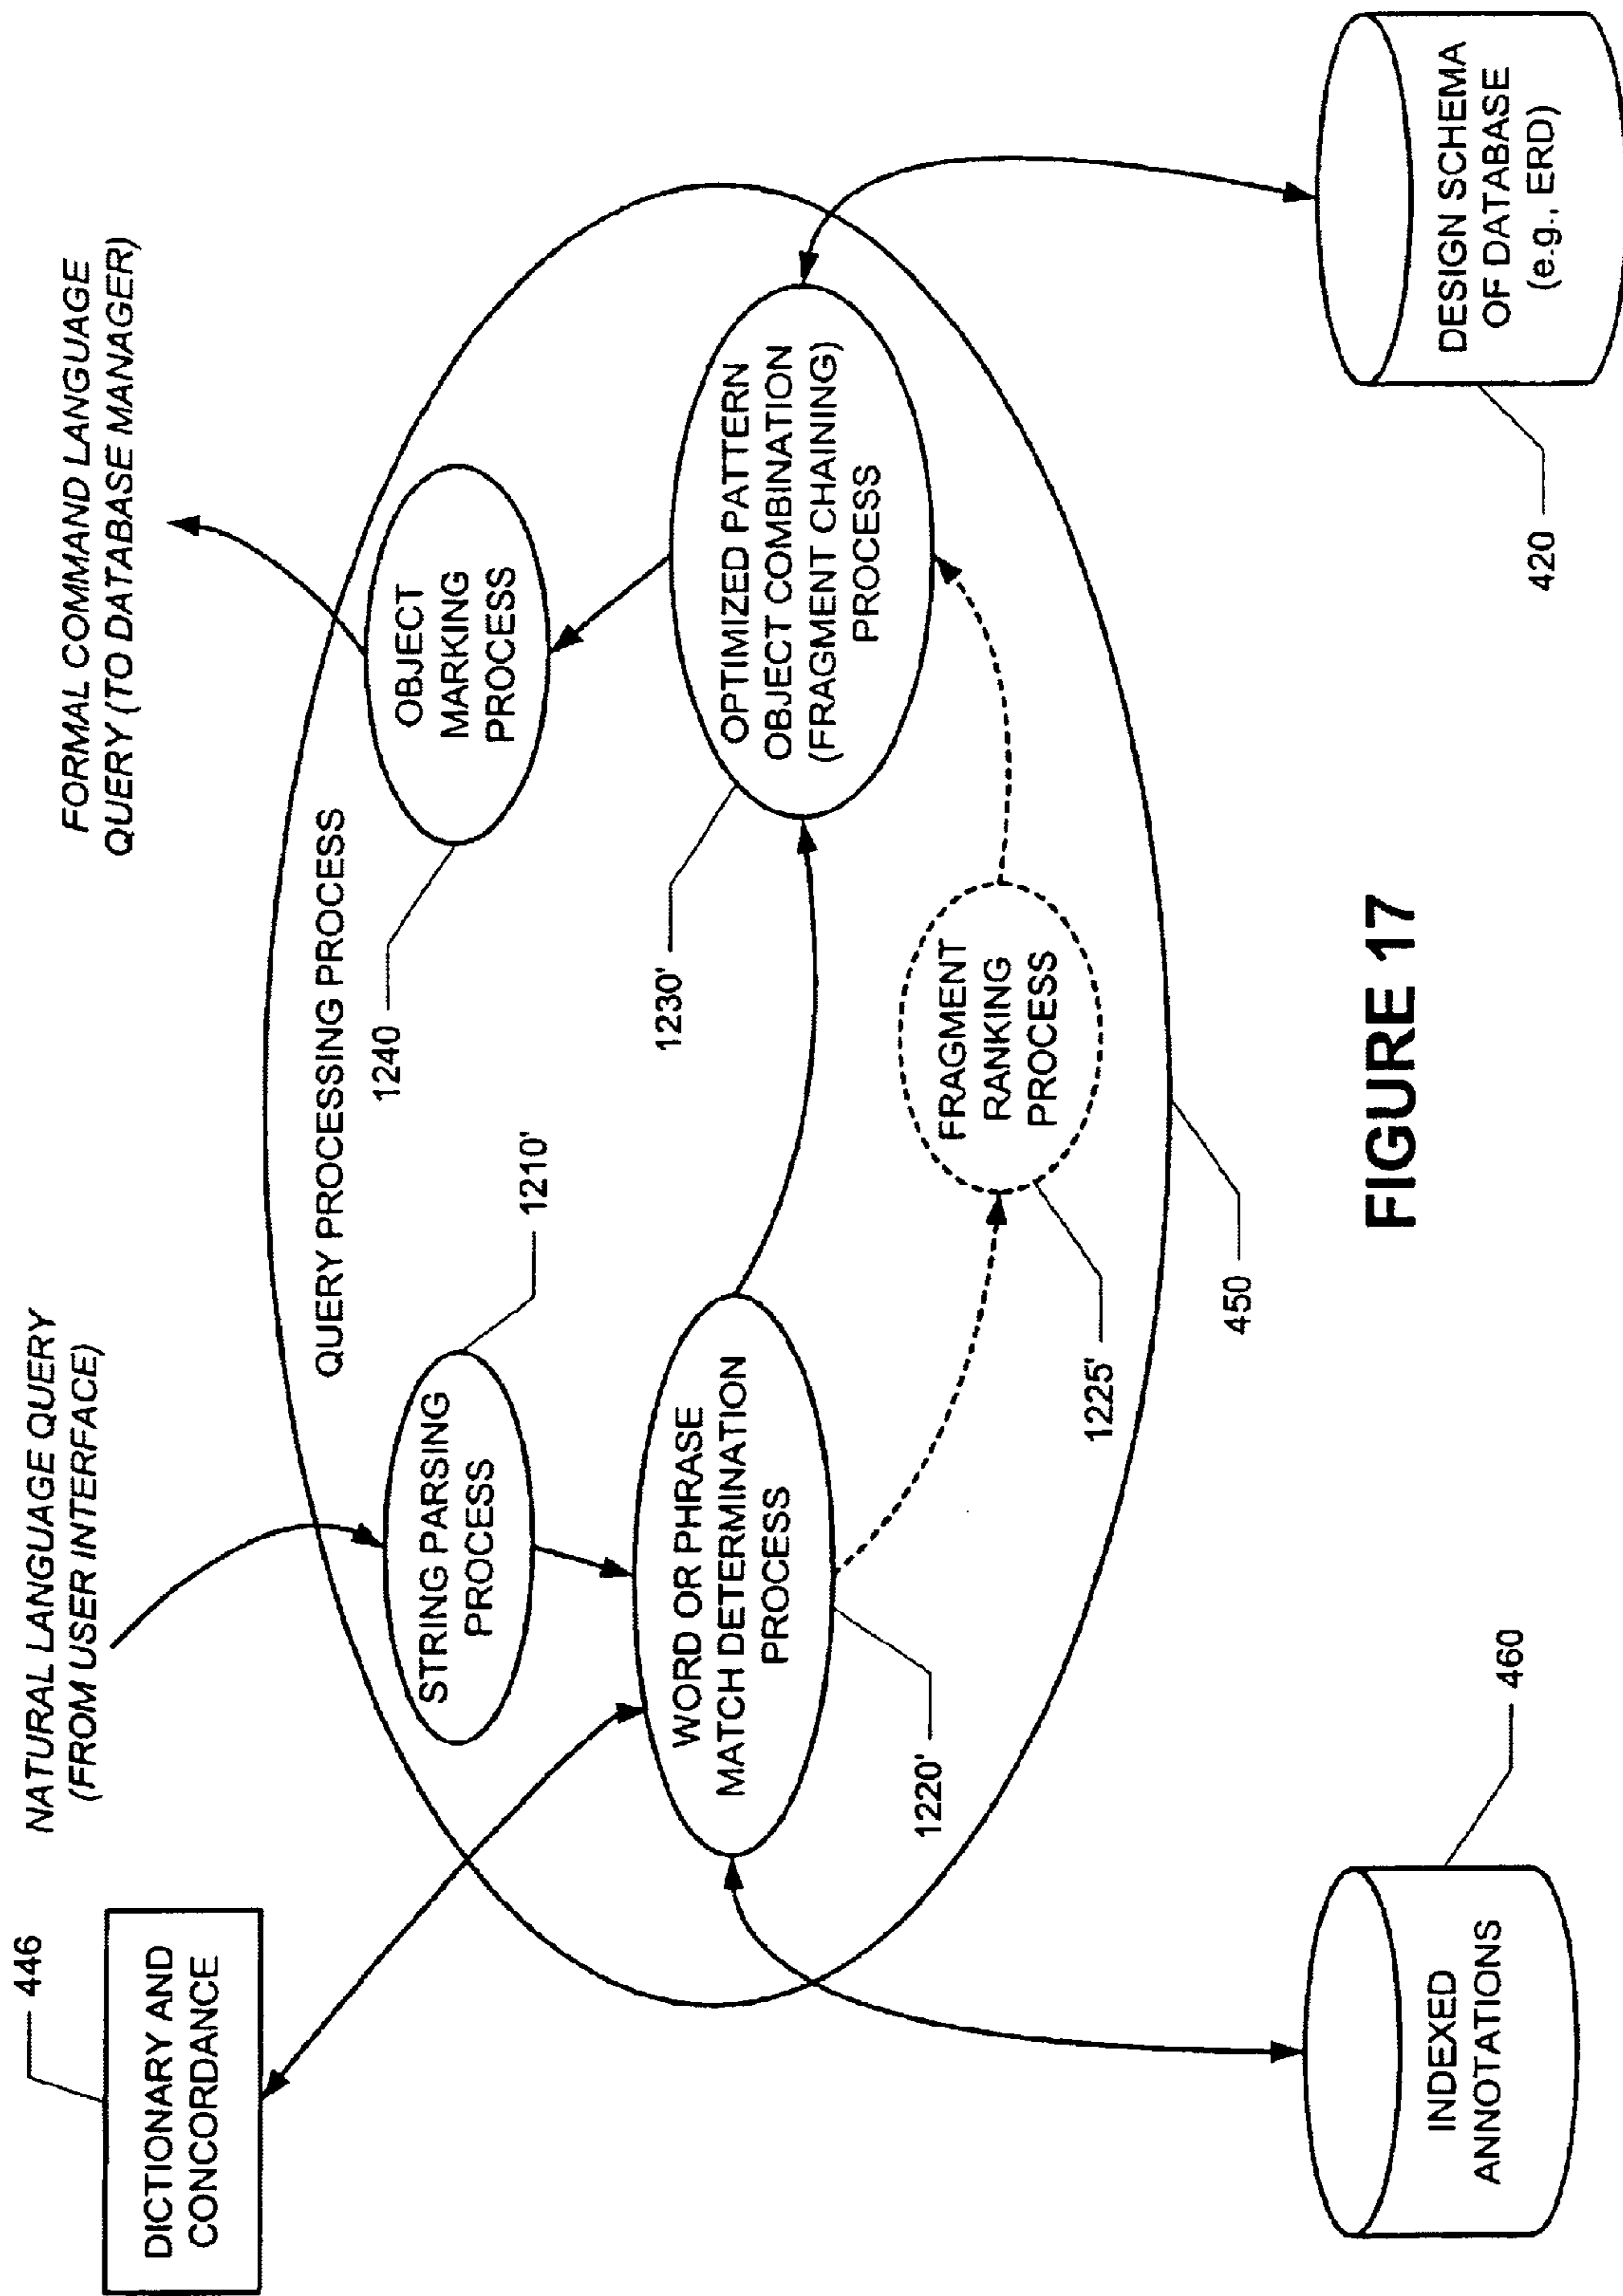 446
DICTIONARY AND
CONCORDANCE
NATURAL LANGUAGE QUERY
(FROM USER INTERFACE)
FORMAL COMMAND LANGUAGE
QUERY (TO DATABASE MANAGER)
QUERY PROCESSING PROCESS
STRING PARSING
PROCESS
1210'
1240
OBJECT
MARKING
PROCESS
WORD OR PHRASE
MATCH DETERMINATION
PROCESS
1220'
1230'
OPTIMIZED PATTERN
OBJECT COMBINATION
(FRAGMENT CHAINING)
PROCESS
FRAGMENT
RANKING
PROCESS
1225'
450
INDEXED
ANNOTATIONS
460
DESIGN SCHEMA
OF DATABASE
(e.g., ERD)
420
FIGURE 17